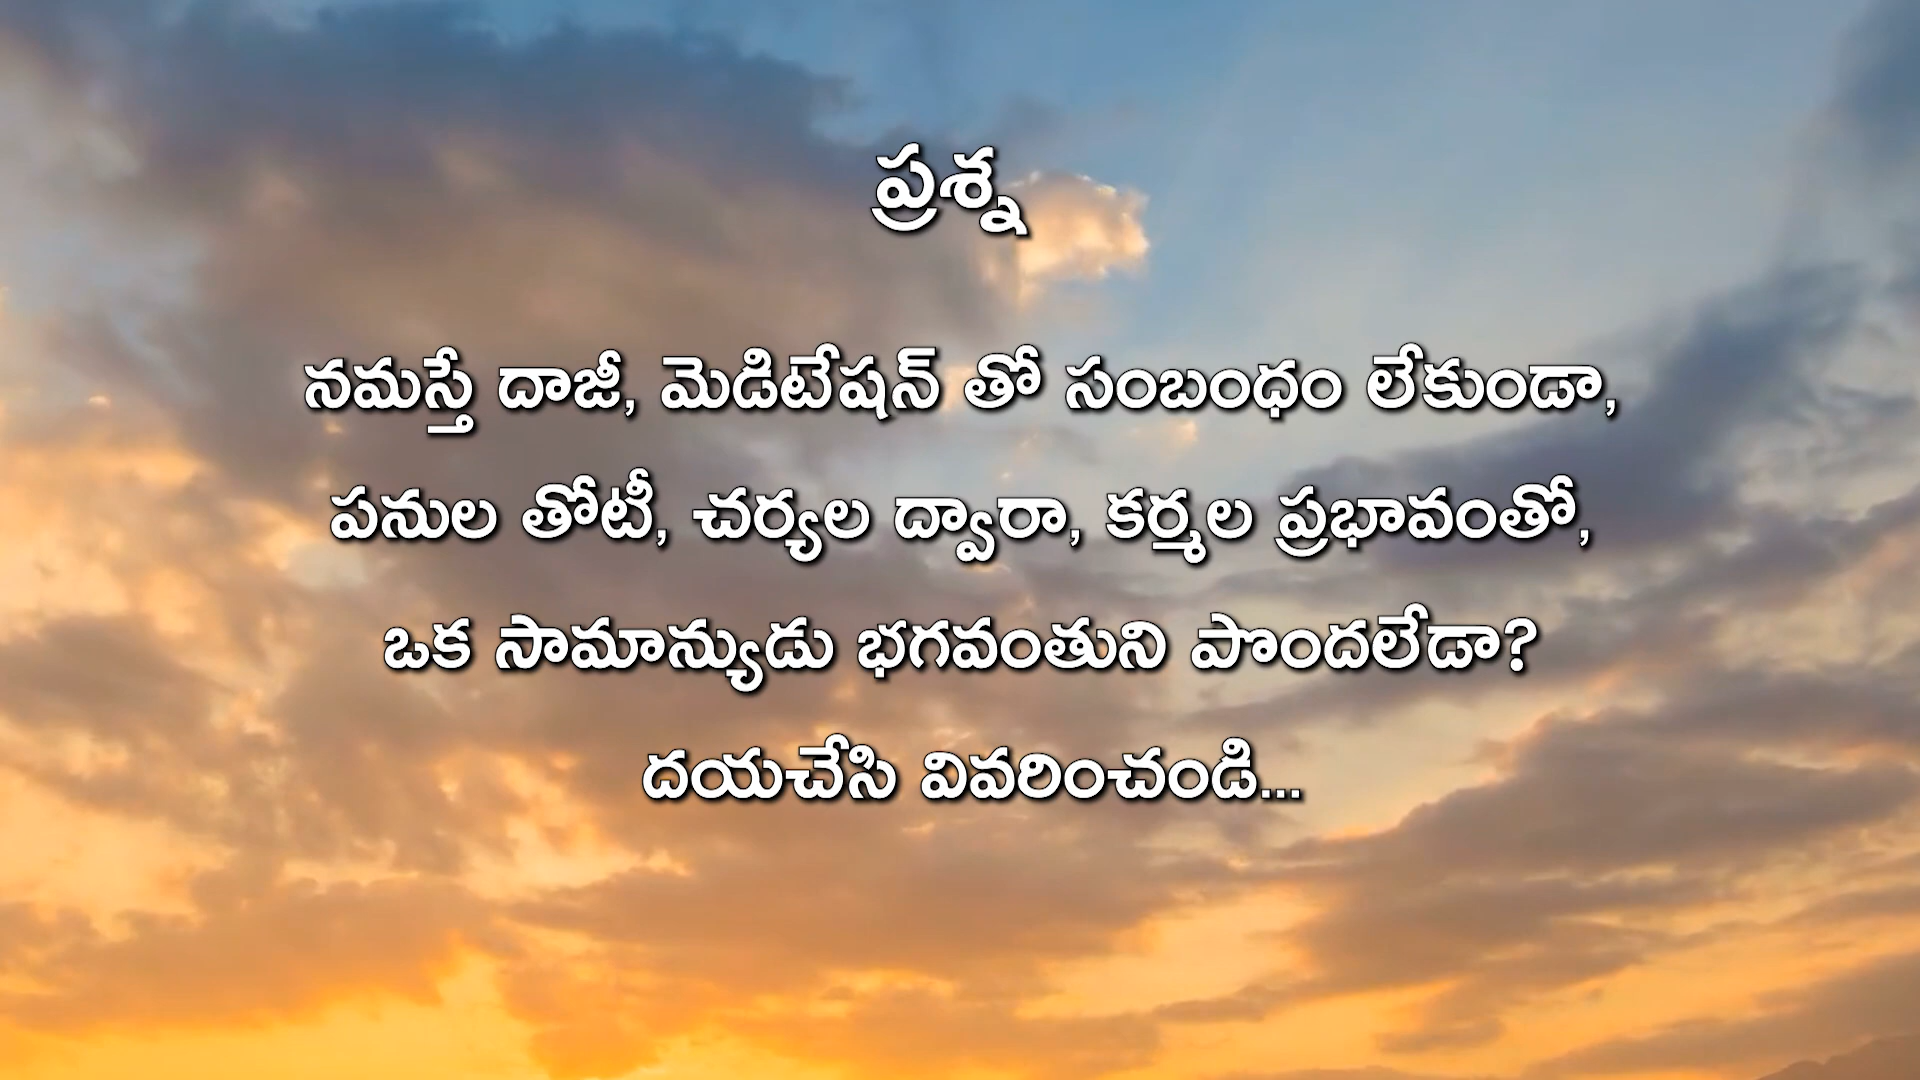 ప్రశ్న
నమస్తే దాజీ, మెడిటేషన్ తో సంబంధం లేకుండా,
పనుల తోటీ, చర్యల ద్వారా, కర్మల ప్రభావంతో,
ఒక సామాన్యుడు భగవంతుని పొందలేడా?
దయచేసి వివరించండి...